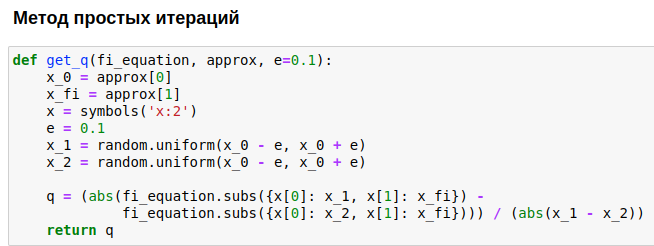 Метод простых итераций
def get_q(fi_equation, approx, e=0.1):
    x_0 = approx[0]
    x_fi = approx[1]
    x = symbols('x:2')
    e = 0.1
    x_1 = random.uniform(x_0 - e, x_0 + e)
    x_2 = random.uniform(x_0 - e, x_0 + e)

    q = (abs(fi_equation.subs({x[0]: x_1, x[1]: x_fi}) -
             fi_equation.subs({x[0]: x_2, x[1]: x_fi}))) / (abs(x_1 - x_2))
    return q